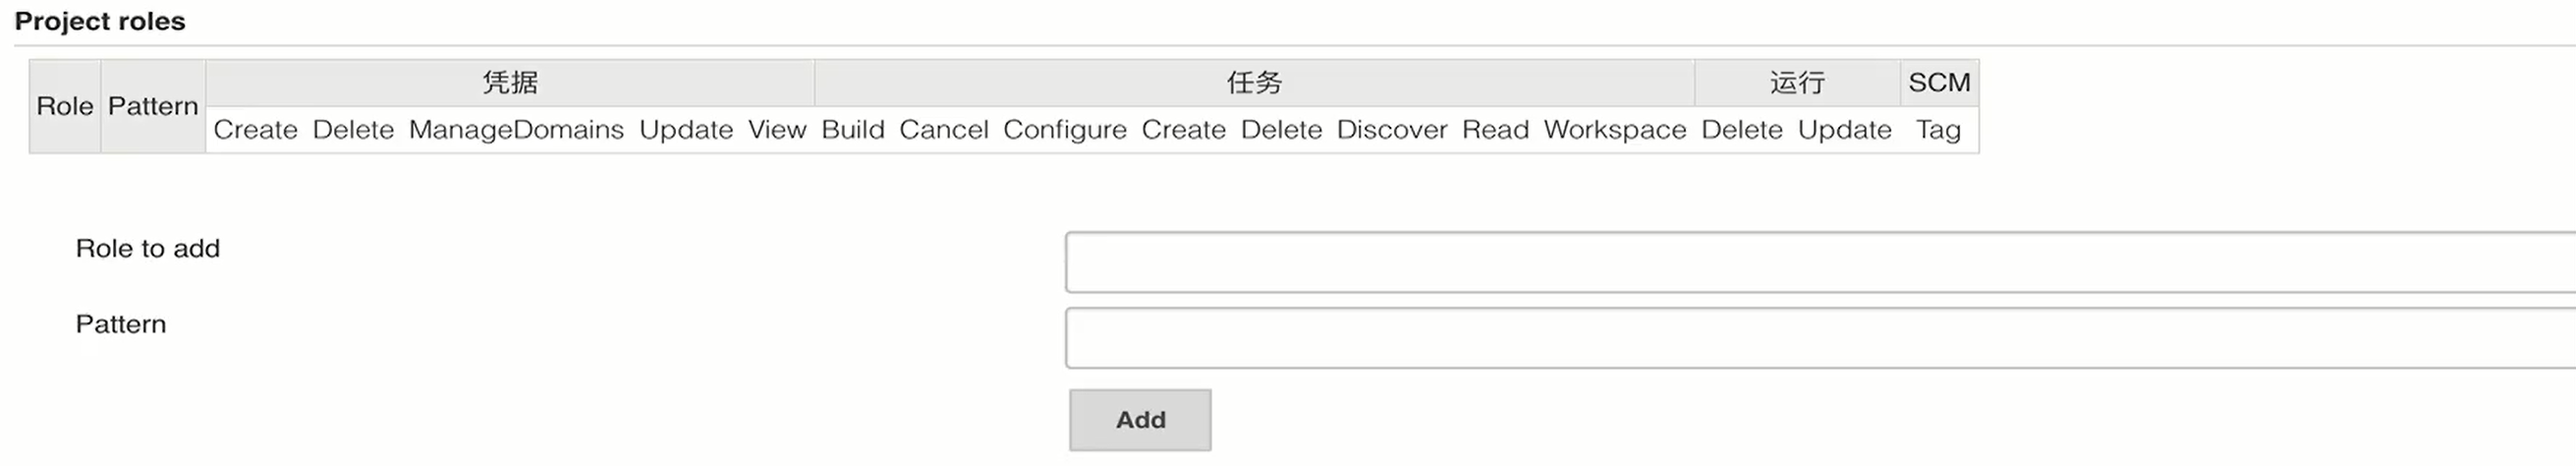 Project roles
Role Pattern 凭据 任务 运行 SCM
Create Delete ManageDomains Update View Build Cancel Configure Create Delete Discover Read Workspace Delete Update Tag
Role to add
Pattern
Add